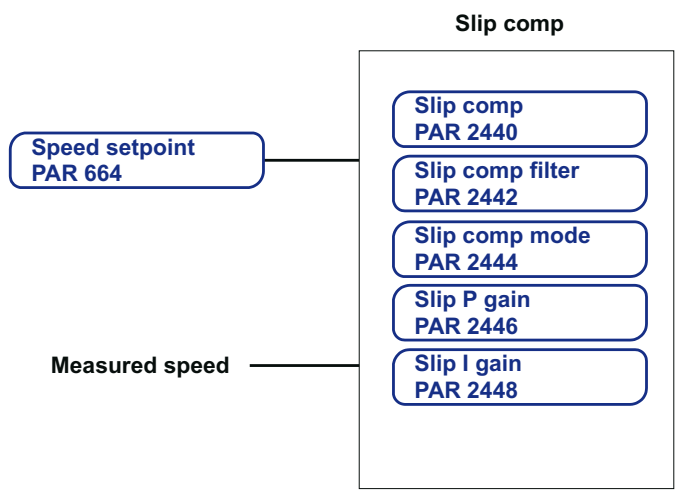 Slip comp
Speed setpoint
PAR 664
Measured speed
Slip comp
PAR 2440
Slip comp filter
PAR 2442
Slip comp mode
PAR 2444
Slip P gain
PAR 2446
Slip I gain
PAR 2448